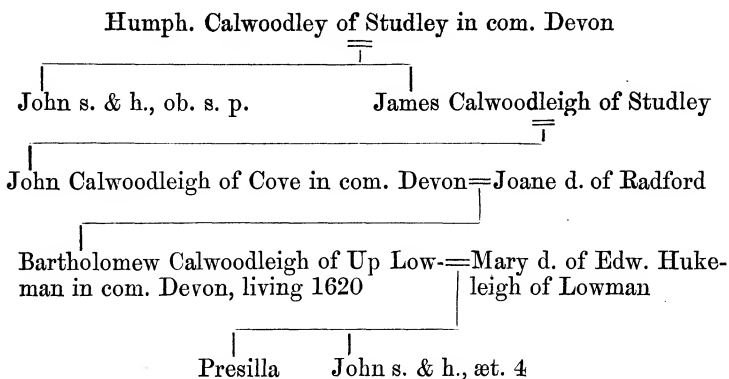 Humph. Calwoodley of Studley in com. Devon
John s. & h., ob. s. p. James Calwoodleigh of Studley
John Calwoodleigh of Cove in com. Devon=Joane d. of Radford
Bartholomew Calwoodleigh of Up Low-=Mary d. of Edw. Huke-
man in com. Devon, living 1620 leigh of Lowman
Presilla John s. & h., æt. 4